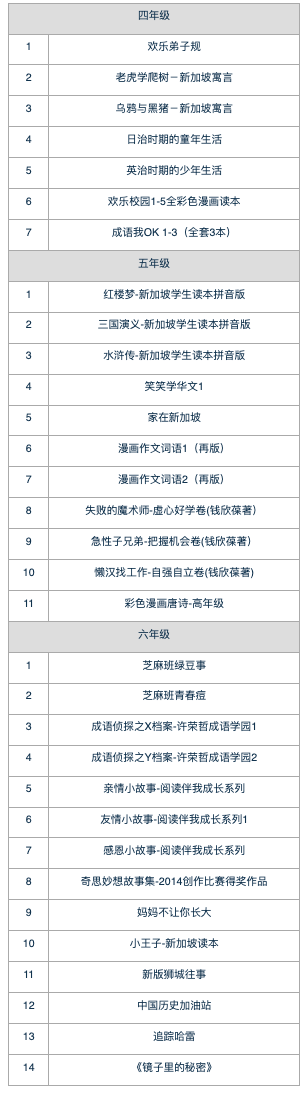 四年级
1 欢乐弟子规
2 老虎学爬树－新加坡寓言
3 乌鸦与黑猪－新加坡寓言
4 日治时期的童年生活
5 英治时期的少年生活
6 欢乐校园1-5全彩色漫画读本
7 成语我OK 1-3（全套3本）
五年级
1 红楼梦-新加坡学生读本拼音版
2 三国演义-新加坡学生读本拼音版
3 水浒传-新加坡学生读本拼音版
4 笑笑学华文1
5 家在新加坡
6 漫画作文词语1（再版）
7 漫画作文词语2（再版）
8 失败的魔术师-虚心好学卷(钱欣葆著）
9 急性子兄弟-把握机会卷(钱欣葆著）
10 懒汉找工作-自强自立卷(钱欣葆著)
11 彩色漫画唐诗-高年级
六年级
1 芝麻班绿豆事
2 芝麻班青春痘
3 成语侦探之X档案-许荣哲成语学园1
4 成语侦探之Y档案-许荣哲成语学园2
5 亲情小故事-阅读伴我成长系列
6 友情小故事-阅读伴我成长系列1
7 感恩小故事-阅读伴我成长系列
8 奇思妙想故事集-2014创作比赛得奖作品
9 妈妈不让你长大
10 小王子-新加坡读本
11 新版狮城往事
12 中国历史加油站
13 追踪哈雷
14 《镜子里的秘密》